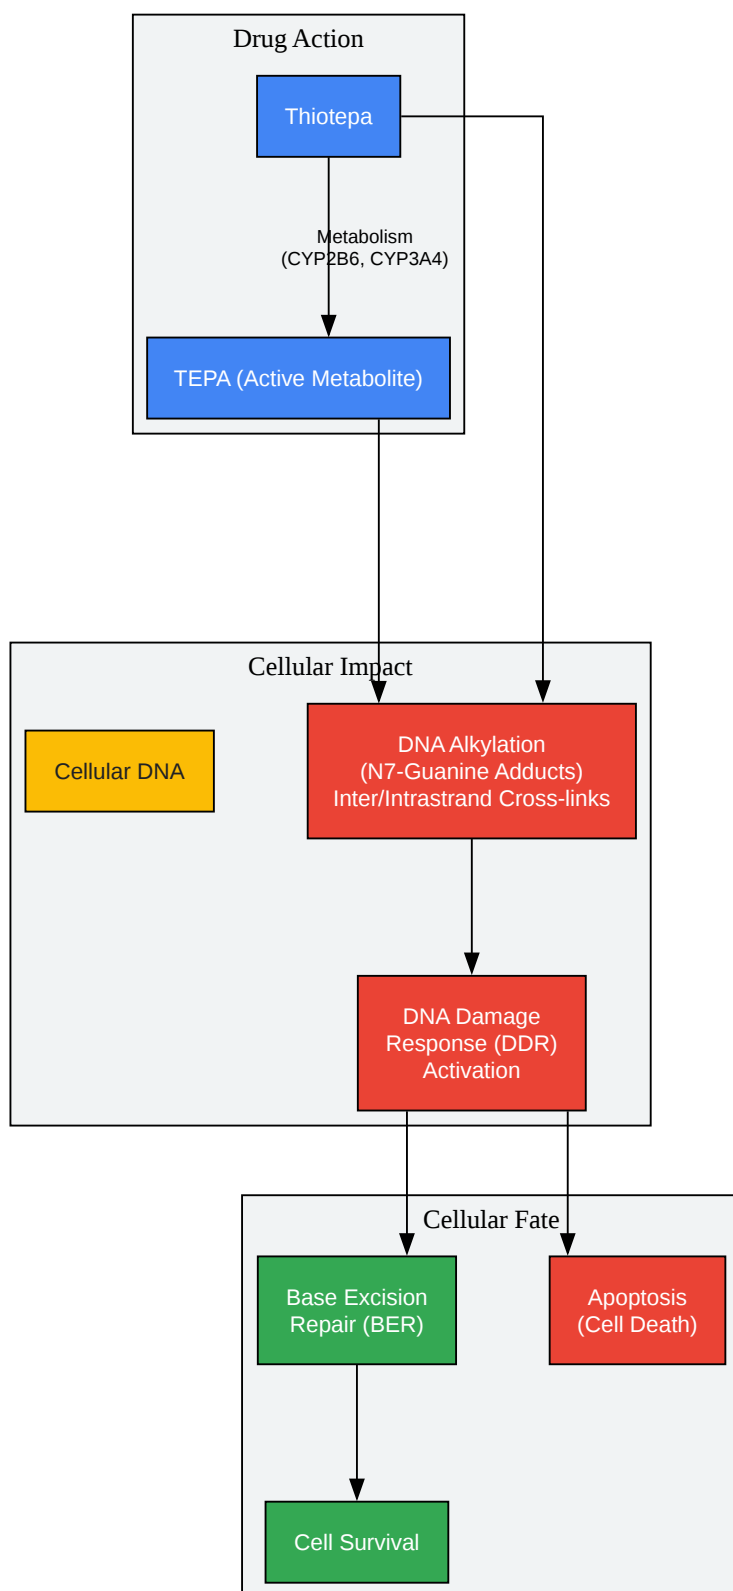 Drug Action
Thiotepa
Metabolism
(CYP2B6, CYP3A4)
TEPA (Active Metabolite)
Cellular Impact
Cellular DNA
DNA Alkylation
(N7-Guanine Adducts)
Inter/Intrastrand Cross-links
DNA Damage
Response (DDR)
Activation
Cellular Fate
Base Excision
Repair (BER)
Apoptosis
(Cell Death)
Cell Survival